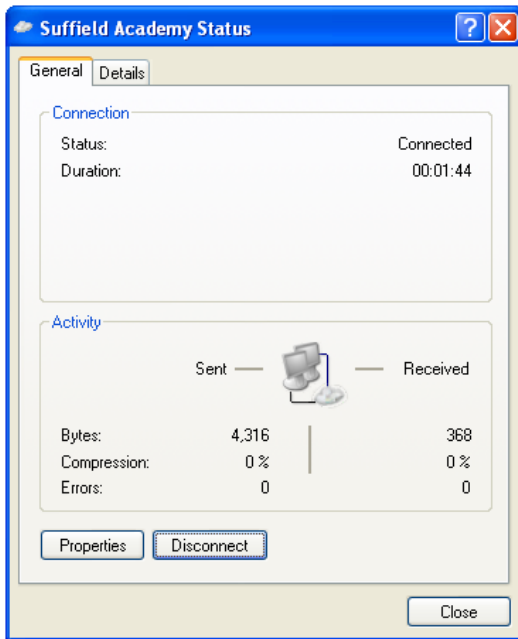 Suffield Academy Status
General Details
Connection
Status: Connected
Duration: 00:01:44
Activity
Sent Received
Bytes: 4,316 368
Compression: 0 % 0 %
Errors: 0 0
Properties Disconnect
Close